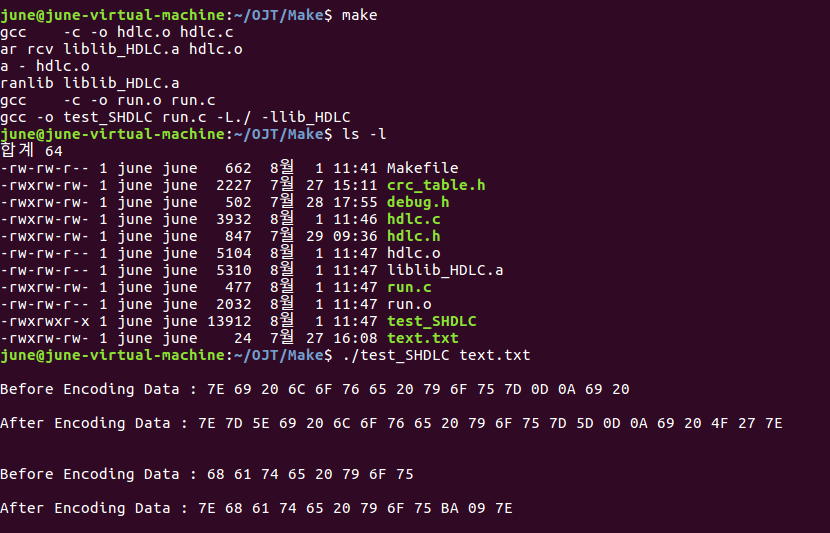 june@june-virtual-machine:~/OJT/Make$ make
gcc    -c -o hdlc.o hdlc.c
ar rcv liblib_HDLC.a hdlc.o
a - hdlc.o
ranlib liblib_HDLC.a
gcc    -c -o run.o run.c
gcc -o test_SHDLC run.c -L./ -llib_HDLC
june@june-virtual-machine:~/OJT/Make$ ls -l
합계 64
-rw-rw-r-- 1 june june   662  8월  1 11:41 Makefile
-rwxrw-rw- 1 june june  2227  7월 27 15:11 crc_table.h
-rwxrw-rw- 1 june june   502  7월 28 17:55 debug.h
-rwxrw-rw- 1 june june  3932  8월  1 11:46 hdlc.c
-rwxrw-rw- 1 june june   847  7월 29 09:36 hdlc.h
-rw-rw-r-- 1 june june  5104  8월  1 11:47 hdlc.o
-rw-rw-r-- 1 june june  5310  8월  1 11:47 liblib_HDLC.a
-rwxrw-rw- 1 june june   477  8월  1 11:47 run.c
-rw-rw-r-- 1 june june  2032  8월  1 11:47 run.o
-rwxrwxr-x 1 june june 13912  8월  1 11:47 test_SHDLC
-rwxrw-rw- 1 june june    24  7월 27 16:08 text.txt
june@june-virtual-machine:~/OJT/Make$ ./test_SHDLC text.txt
Before Encoding Data : 7E 69 20 6C 6F 76 65 20 79 6F 75 7D 0D 0A 69 20
After Encoding Data : 7E 7D 5E 69 20 6C 6F 76 65 20 79 6F 75 7D 5D 0D 0A 69 20 4F 27 7E
Before Encoding Data : 68 61 74 65 20 79 6F 75
After Encoding Data : 7E 68 61 74 65 20 79 6F 75 BA 09 7E